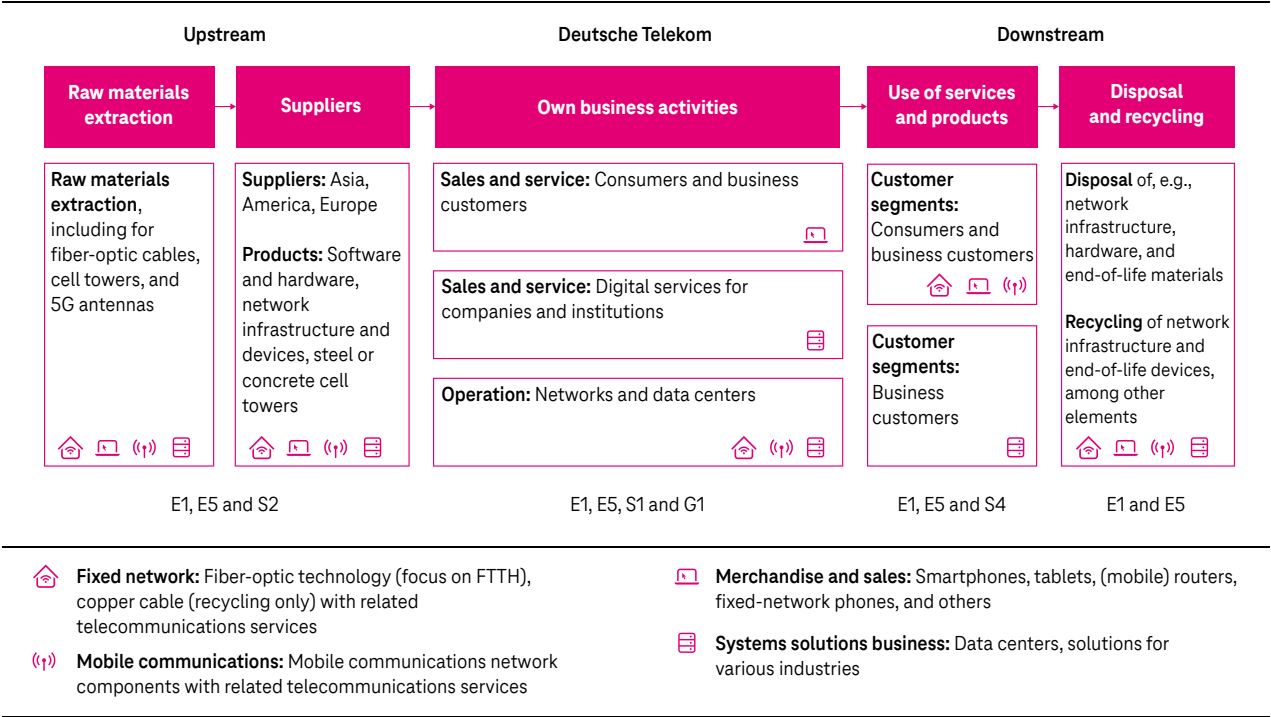 Upstream
Deutsche Telekom
Downstream
Raw materials
extraction
Suppliers
Own business activities
Use of services
and products
Disposal
and recycling
Raw materials
extraction,
including for
fiber-optic cables,
cell towers, and
5G antennas
Suppliers: Asia,
America, Europe
Products: Software
and hardware,
network
infrastructure and
devices, steel or
concrete cell
towers
Sales and service: Consumers and business
customers
Sales and service: Digital services for
companies and institutions
Operation: Networks and data centers
Customer
segments:
Consumers and
business customers
Customer
segments:
Business
customers
Disposal of, e.g.,
network
infrastructure,
hardware, and
end-of-life materials
Recycling of network
infrastructure and
end-of-life devices,
among other
elements
E1, E5 and S2
E1, E5, S1 and G1
E1, E5 and S4
E1 and E5
Fixed network: Fiber-optic technology (focus on FTTH),
copper cable (recycling only) with related
telecommunications services
Mobile communications: Mobile communications network
components with related telecommunications services
Merchandise and sales: Smartphones, tablets, (mobile) routers,
fixed-network phones, and others
Systems solutions business: Data centers, solutions for
various industries